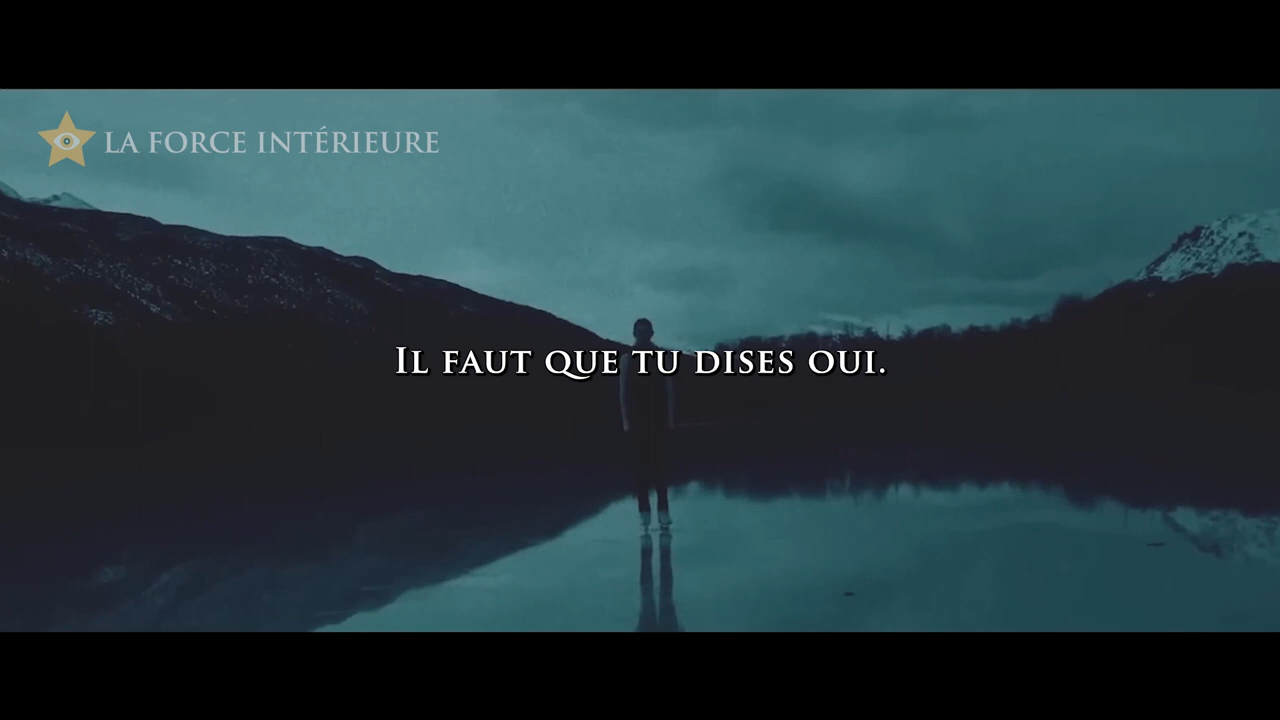 LA FORCE INTÉRIEURE
IL FAUT QUE TU DISES OUI.